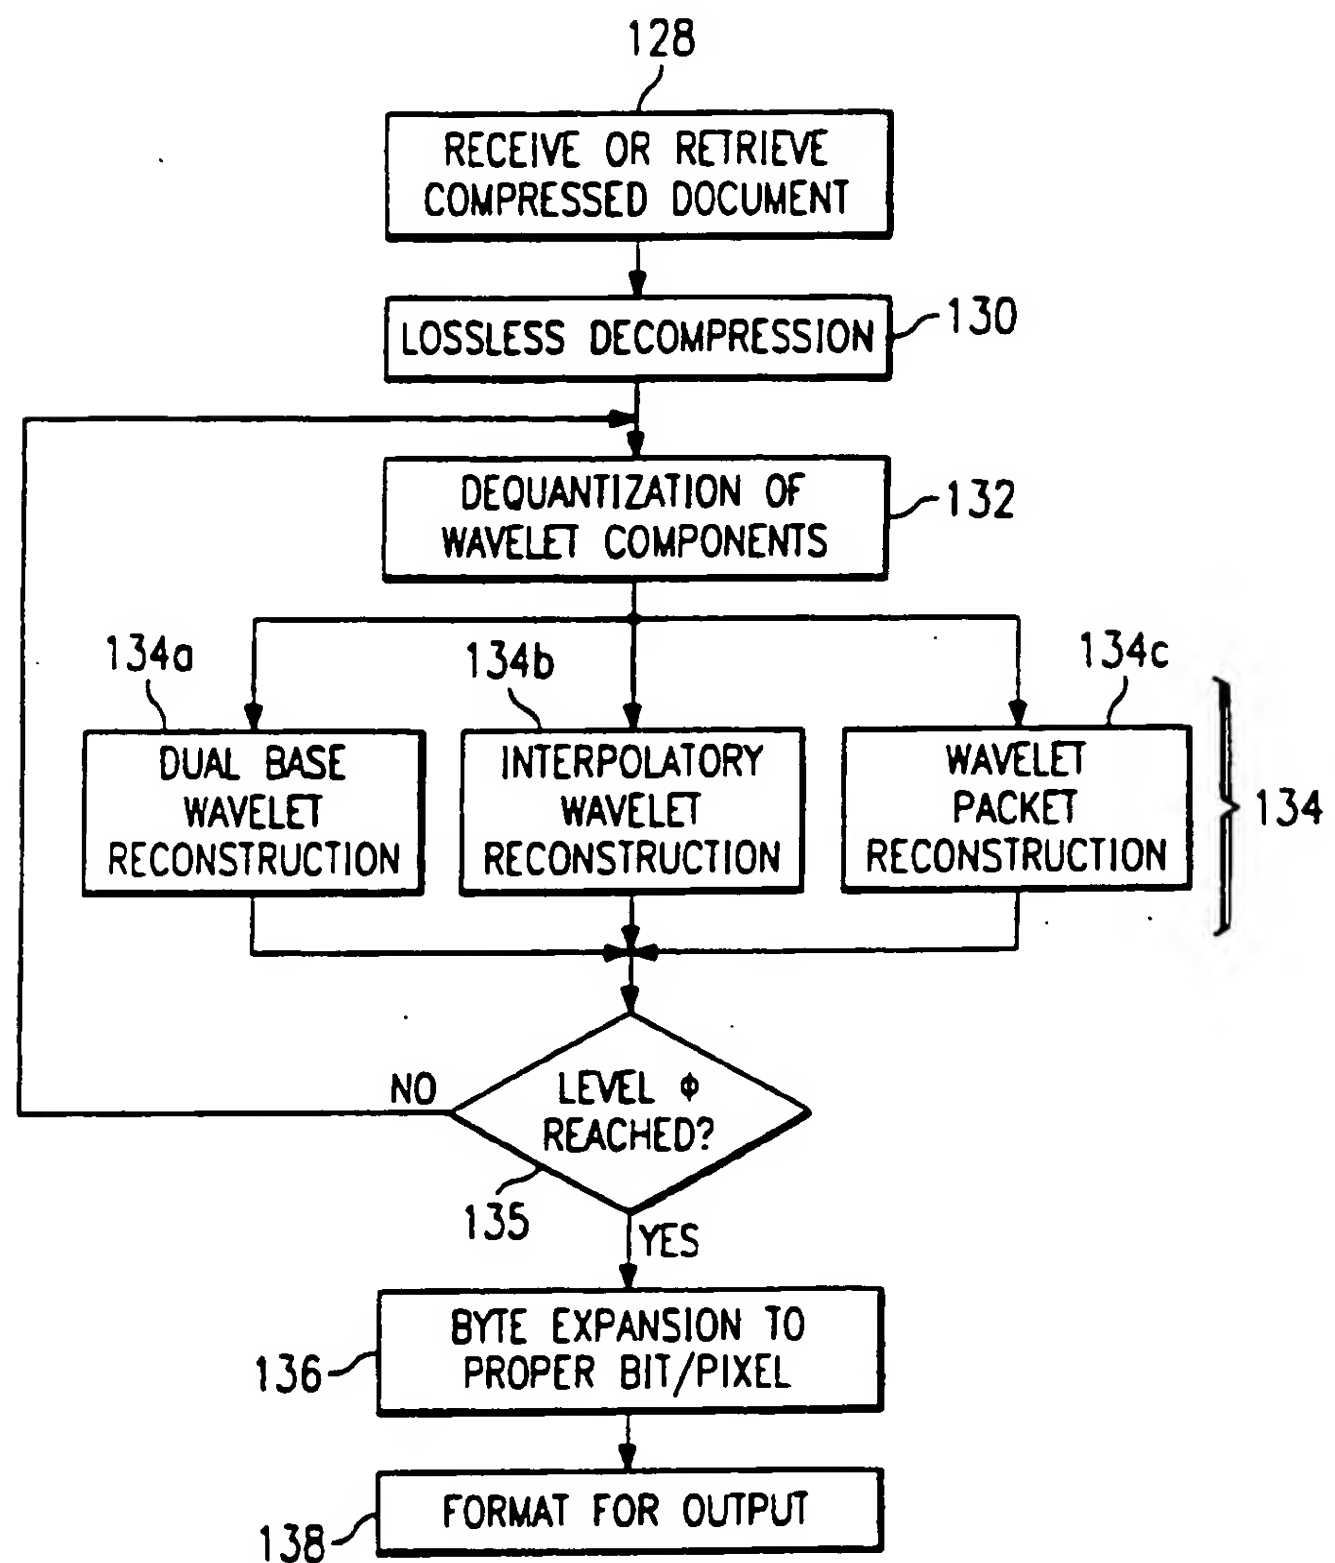 128
RECEIVE OR RETRIEVE
COMPRESSED DOCUMENT
LOSSLESS DECOMPRESSION
130
DEQUANTIZATION OF
WAVELET COMPONENTS
132
134a
134b
134c
DUAL BASE
WAVELET
RECONSTRUCTION
INTERPOLATORY
WAVELET
RECONSTRUCTION
WAVELET
PACKET
RECONSTRUCTION
134
NO
LEVEL Φ
REACHED?
135
YES
BYTE EXPANSION TO
PROPER BIT/PIXEL
136
FORMAT FOR OUTPUT
138